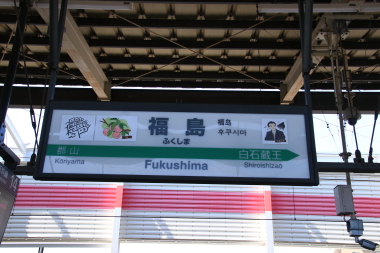 福島
ふくしま
福島
후쿠시마
郡山
Kōriyama
Fukushima
白石蔵王
Shiroishizaō